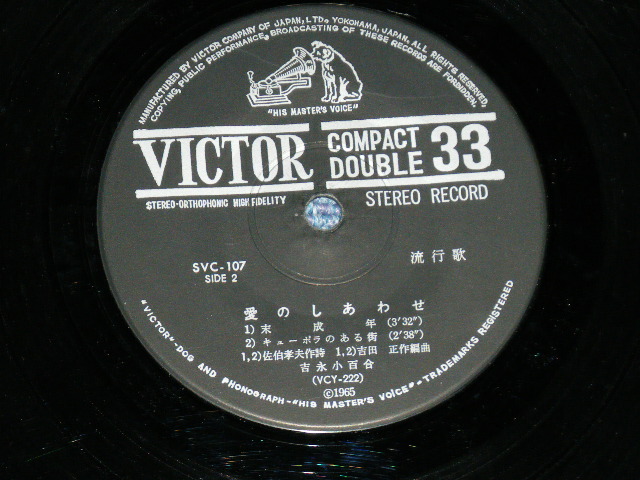 MANUFACTURED BY VICTOR COMPANY OF JAPAN, LTD. YOKOHAMA, JAPAN, ALL RIGHTS RESERVED.
COPYING, PUBLIC PERFORMANCE, BROADCASTING OF THESE RECORDS ARE FORBIDDEN.
"HIS MASTER'S VOICE"
VICTOR
COMPACT DOUBLE 33
STEREO-ORTHOPHONIC HIGH FIDELITY
STEREO RECORD
SVC-107
SIDE 2
流行歌
愛のしあわせ
1) 末成年 (3'32")
2) キューポラのある街 (2'38")
1,2)佐伯孝夫作詩 1,2)吉田 正作編曲
吉永小百合
(VCY-222)
©1965
"VICTOR"-DOG AND PHONOGRAPH-"HIS MASTER'S VOICE"-TRADEMARKS REGISTERED